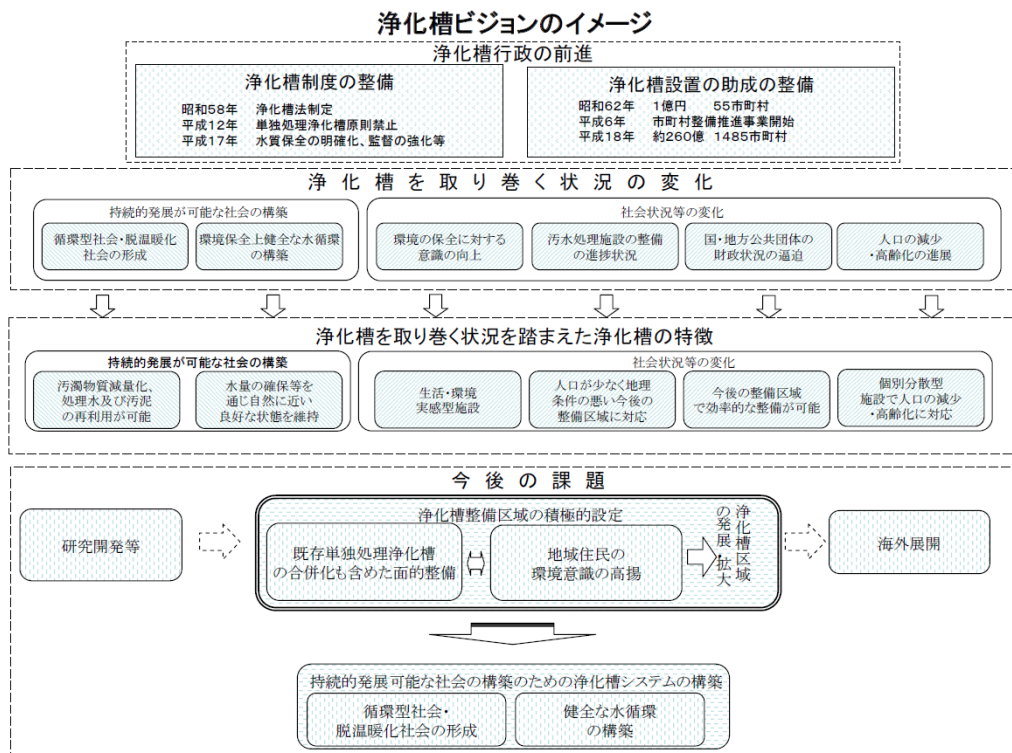 浄化槽ビジョンのイメージ
浄化槽行政の前進
浄化槽制度の整備
昭和58年 浄化槽法制定
平成12年 単独処理浄化槽原則禁止
平成17年 水質保全の明確化、監督の強化等
浄化槽設置の助成の整備
昭和62年 1億円 55市町村
平成6年 市町村整備推進事業開始
平成18年 約260億 1485市町村
浄化槽を取り巻く状況の変化
持続的発展が可能な社会の構築
循環型社会・脱温暖化
社会の形成
環境保全上健全な水循環
の構築
社会状況等の変化
環境の保全に対する
意識の向上
汚水処理施設の整備
の進捗状況
国・地方公共団体の
財政状況の逼迫
人口の減少
・高齢化の進展
浄化槽を取り巻く状況を踏まえた浄化槽の特徴
持続的発展が可能な社会の構築
汚濁物質減量化、
処理水及び汚泥
の再利用が可能
水量の確保等を
通じ自然に近い
良好な状態を維持
社会状況等の変化
生活・環境
実感型施設
人口が少なく地理
条件の悪い今後の
整備区域に対応
今後の整備区域
で効率的な整備が可能
個別分散型
施設で人口の減少
・高齢化に対応
今後の課題
研究開発等
浄化槽整備区域の積極的設定
既存単独処理浄化槽
の合併化も含めた面的整備
地域住民の
環境意識の高揚
浄化槽区域
の発展・拡大
海外展開
持続的発展可能な社会の構築のための浄化槽システムの構築
循環型社会・
脱温暖化社会の形成
健全な水循環
の構築